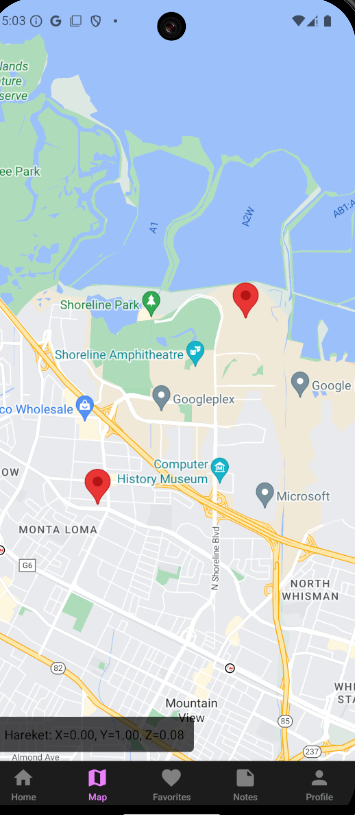 5:03
lands
ture
serve
ee Park
A1
A2W
AB1-A
Shoreline Park
Shoreline Amphitheatre
Google
Googleplex
co Wholesale
Computer
History Museum
OW
Microsoft
MONTA LOMA
N Shoreline Blvd
G6
NORTH
WHISMAN
82
WH
ST
Mountain
View
85
Hareket: X=0.00, Y=1.00, Z=0.08
237
Almond Ave
Home
Map
Favorites
Notes
Profile